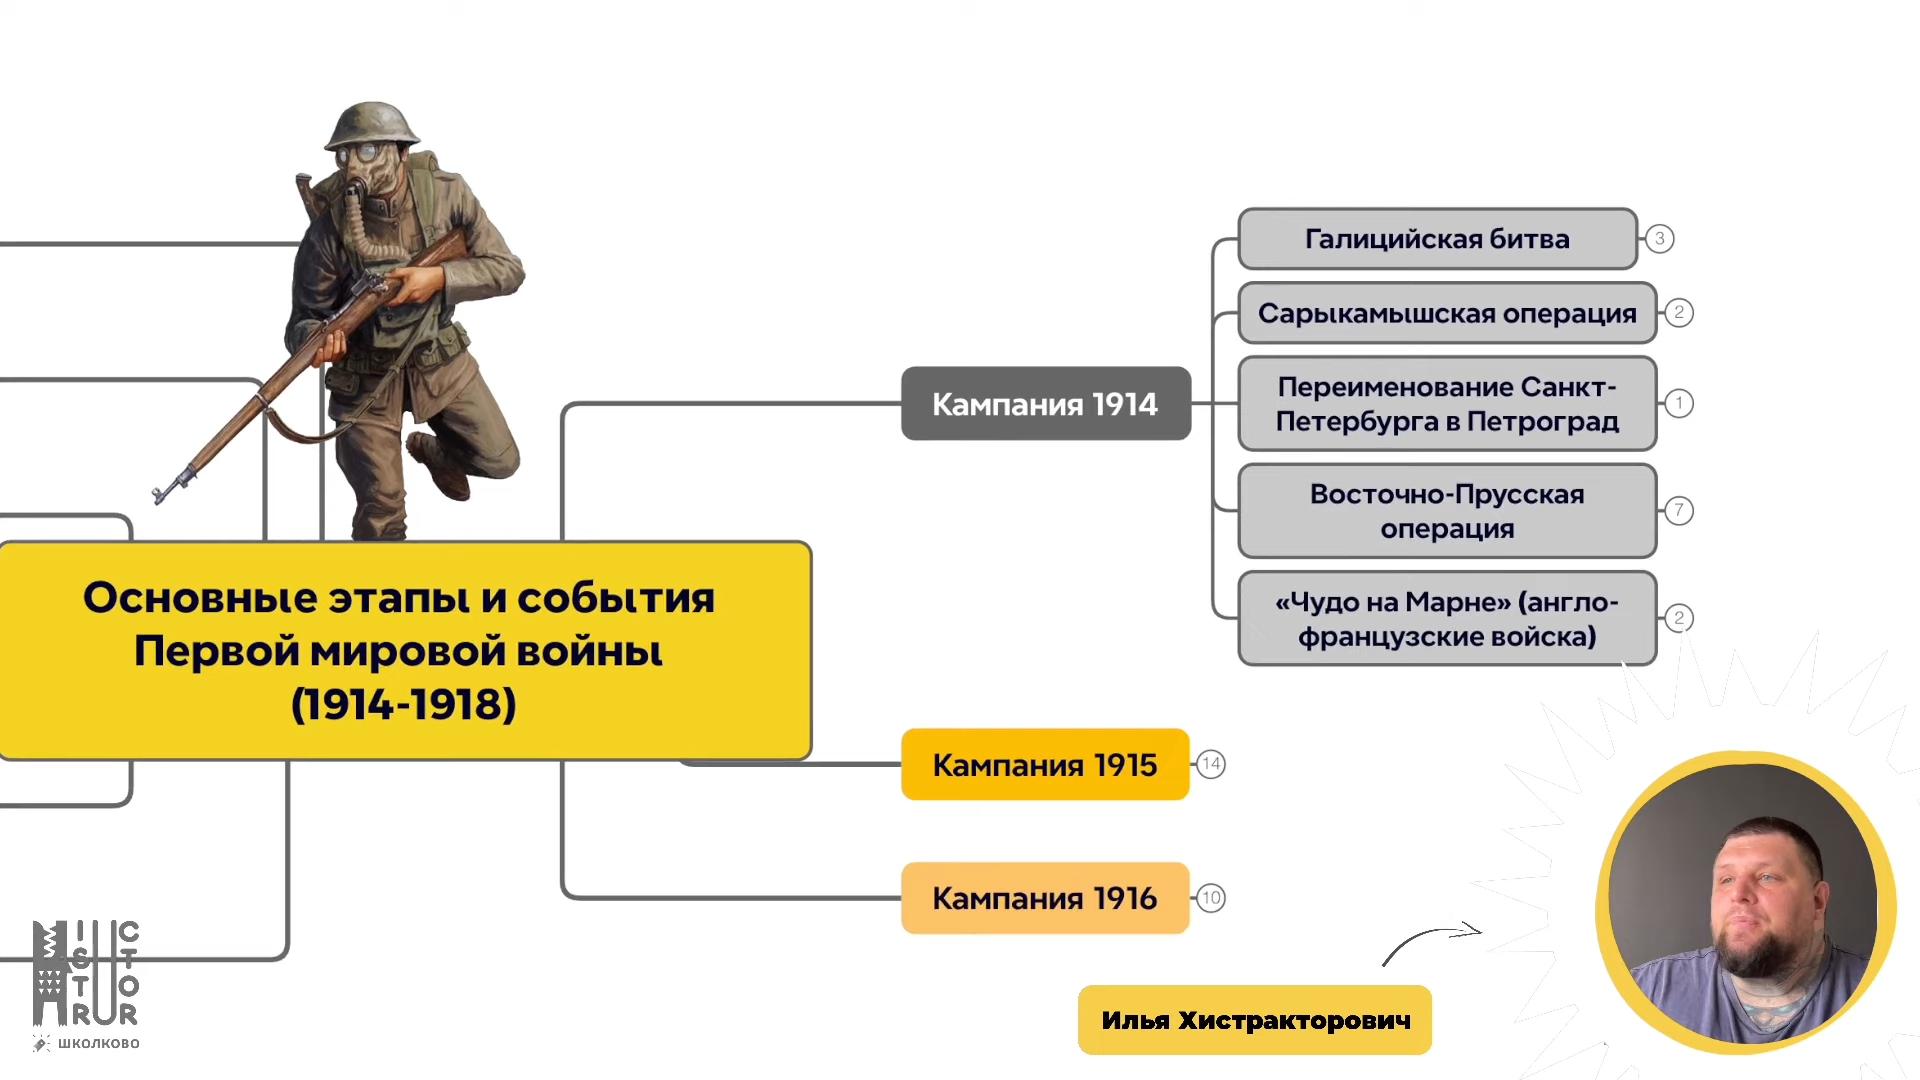 Галицийская битва
3
Сарыкамышская операция
2
Переименование Санкт-
Петербурга в Петроград
1
Кампания 1914
Восточно-Прусская
операция
7
«Чудо на Марне» (англо-
французские войска)
2
Основные этапы и события
Первой мировой войны
(1914-1918)
Кампания 1915
14
Кампания 1916
10
HISTRUCTOR
ШКОЛКОВО
Илья Хистракторович